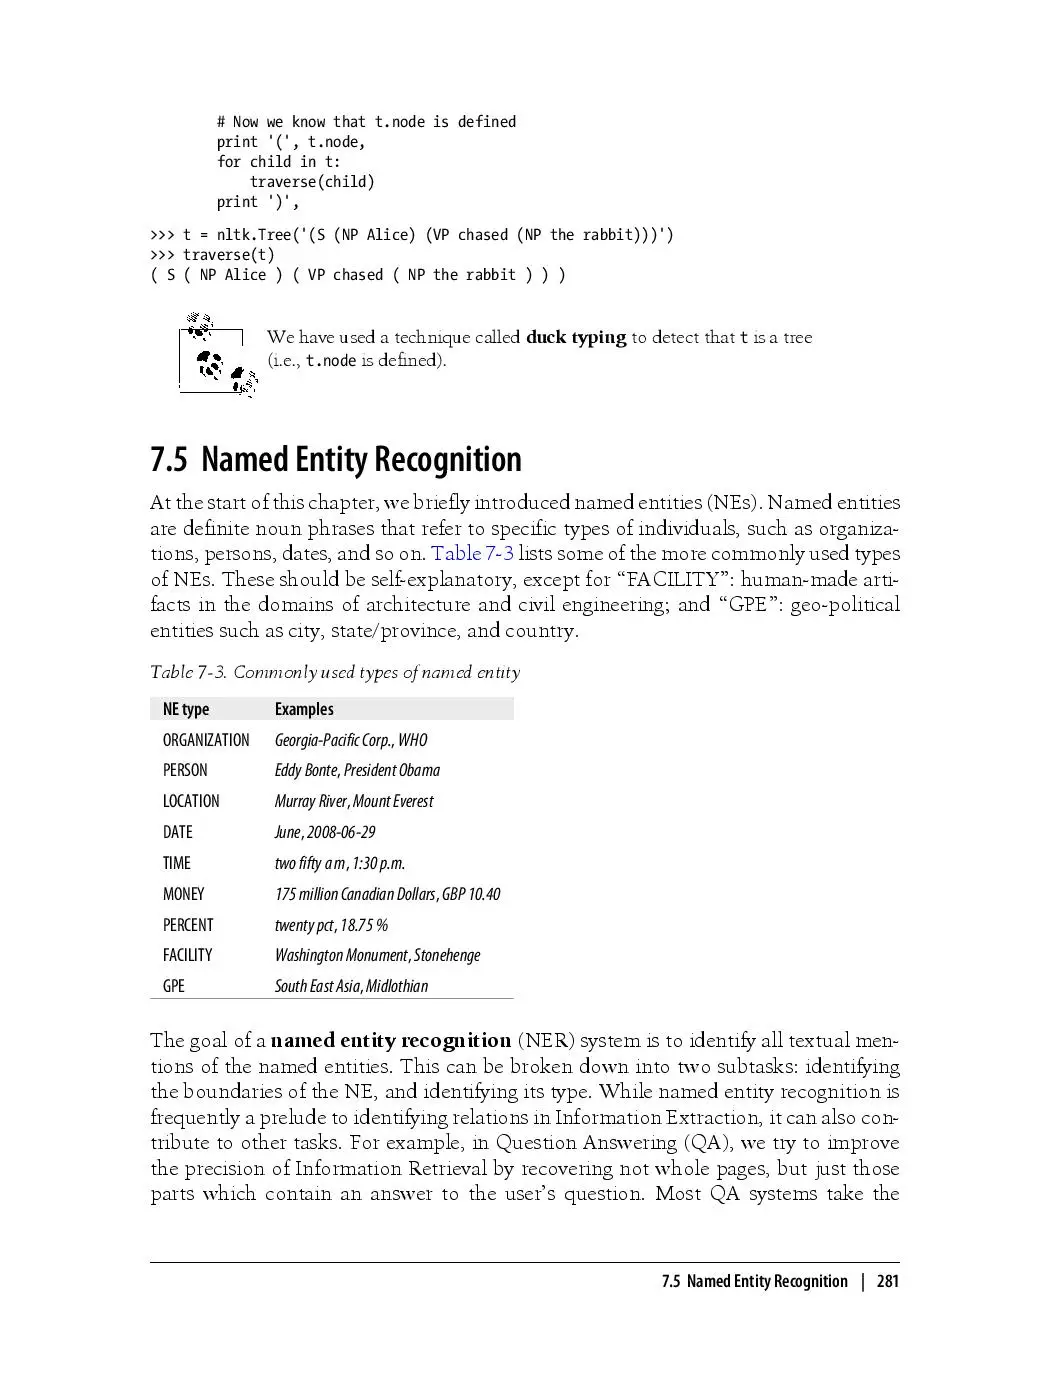 # Now we know that t.node is defined
print '(', t.node,
for child in t:
traverse(child)
print ')',
>>> t = nltk.Tree('(S (NP Alice) (VP chased (NP the rabbit)))')
>>> traverse(t)
( S ( NP Alice ) ( VP chased ( NP the rabbit ) ) )
We have used a technique called duck typing to detect that t is a tree
(i.e., t.node is defined).
7.5 Named Entity Recognition
At the start of this chapter, we briefly introduced named entities (NEs). Named entities
are definite noun phrases that refer to specific types of individuals, such as organiza-
tions, persons, dates, and so on. Table 7-3 lists some of the more commonly used types
of NEs. These should be self-explanatory, except for “FACILITY”: human-made arti-
facts in the domains of architecture and civil engineering; and “GPE”: geo-political
entities such as city, state/province, and country.
Table 7-3. Commonly used types of named entity
NE type Examples
ORGANIZATION Georgia-Pacific Corp., WHO
PERSON Eddy Bonte, President Obama
LOCATION Murray River, Mount Everest
DATE June, 2008-06-29
TIME two fifty a m, 1:30 p.m.
MONEY 175 million Canadian Dollars, GBP 10.40
PERCENT twenty pct, 18.75 %
FACILITY Washington Monument, Stonehenge
GPE South East Asia, Midlothian
The goal of a named entity recognition (NER) system is to identify all textual men-
tions of the named entities. This can be broken down into two subtasks: identifying
the boundaries of the NE, and identifying its type. While named entity recognition is
frequently a prelude to identifying relations in Information Extraction, it can also con-
tribute to other tasks. For example, in Question Answering (QA), we try to improve
the precision of Information Retrieval by recovering not whole pages, but just those
parts which contain an answer to the user’s question. Most QA systems take the
7.5 Named Entity Recognition | 281